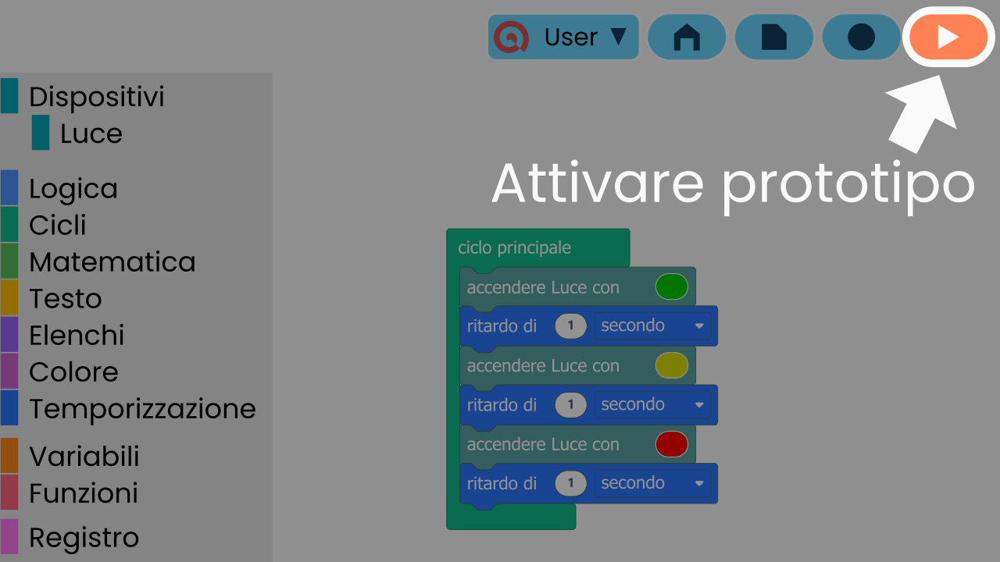 User
Dispositivi
Luce
Logica
Cicli
Matematica
Testo
Elenchi
Colore
Temporizzazione
Variabili
Funzioni
Registro
Attivare prototipo
ciclo principale
accendere Luce con
ritardo di 1 secondo
accendere Luce con
ritardo di 1 secondo
accendere Luce con
ritardo di 1 secondo